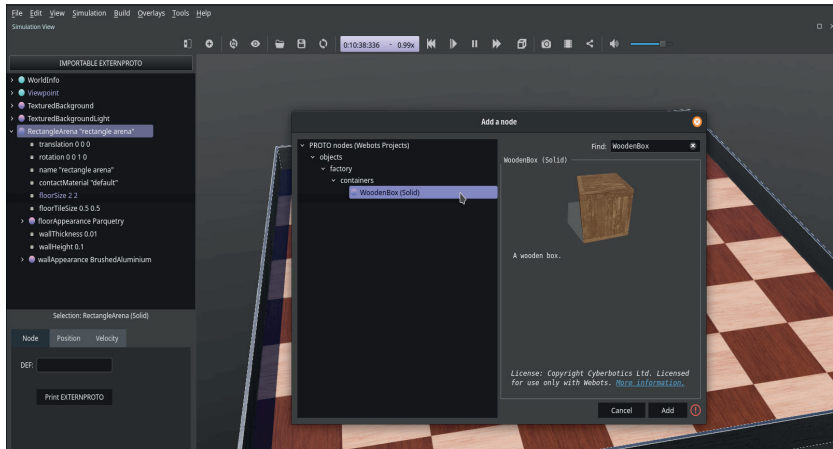 File Edit View Simulation Build Overlays Tools Help
Simulation View
0:10:38:336 - 0.99x
IMPORTABLE EXTERNPROTO
WorldInfo
Viewpoint
TexturedBackground
TexturedBackgroundLight
RectangleArena "rectangle arena"
translation 0 0 0
rotation 0 0 1 0
name "rectangle arena"
contactMaterial "default"
floorSize 2 2
floorTileSize 0.5 0.5
floorAppearance Parquetry
wallThickness 0.01
wallHeight 0.1
wallAppearance BrushedAluminium
Selection: RectangleArena (Solid)
Node Position Velocity
DEF:
Print EXTERNPROTO
Add a node
PROTO nodes (Webots Projects)
objects
factory
containers
WoodenBox (Solid)
Find: WoodenBox
WoodenBox (Solid)
A wooden box.
License: Copyright Cyberbotics Ltd. Licensed
for use only with Webots. More information.
Cancel Add